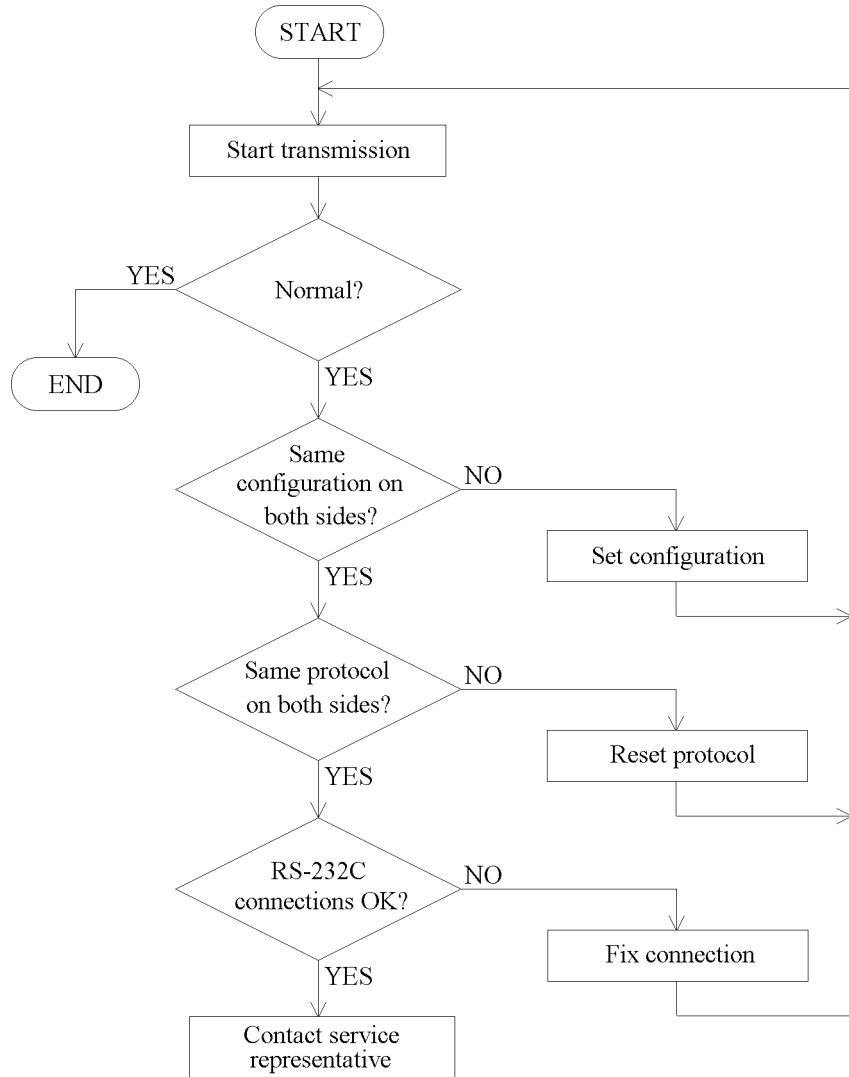 START
Start transmission
YES
Normal?
END
YES
Same
configuration on
both sides?
NO
Set configuration
YES
Same protocol
on both sides?
NO
Reset protocol
YES
RS-232C
connections OK?
NO
Fix connection
YES
Contact service
representative